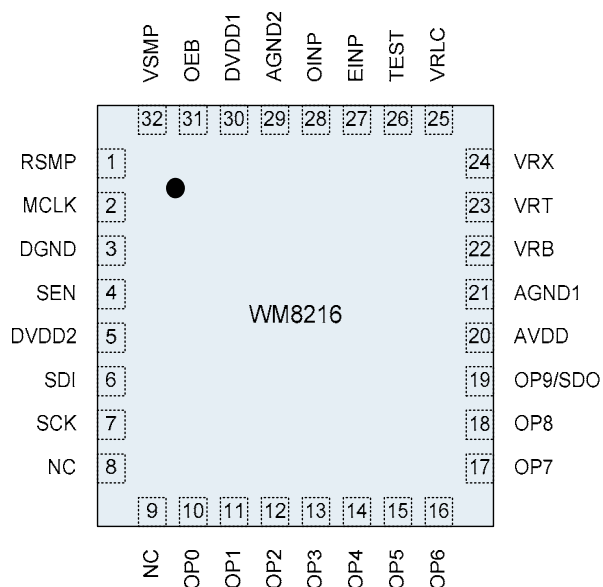 VSMP OEB DVDD1 AGND2 OINP EINP TEST VRLC
32 31 30 29 28 27 26 25
RSMP 1 24 VRX
MCLK 2 23 VRT
DGND 3 22 VRB
SEN 4 21 AGND1
WM8216
DVDD2 5 20 AVDD
SDI 6 19 OP9/SDO
SCK 7 18 OP8
NC 8 17 OP7
9 10 11 12 13 14 15 16
NC OP0 OP1 OP2 OP3 OP4 OP5 OP6